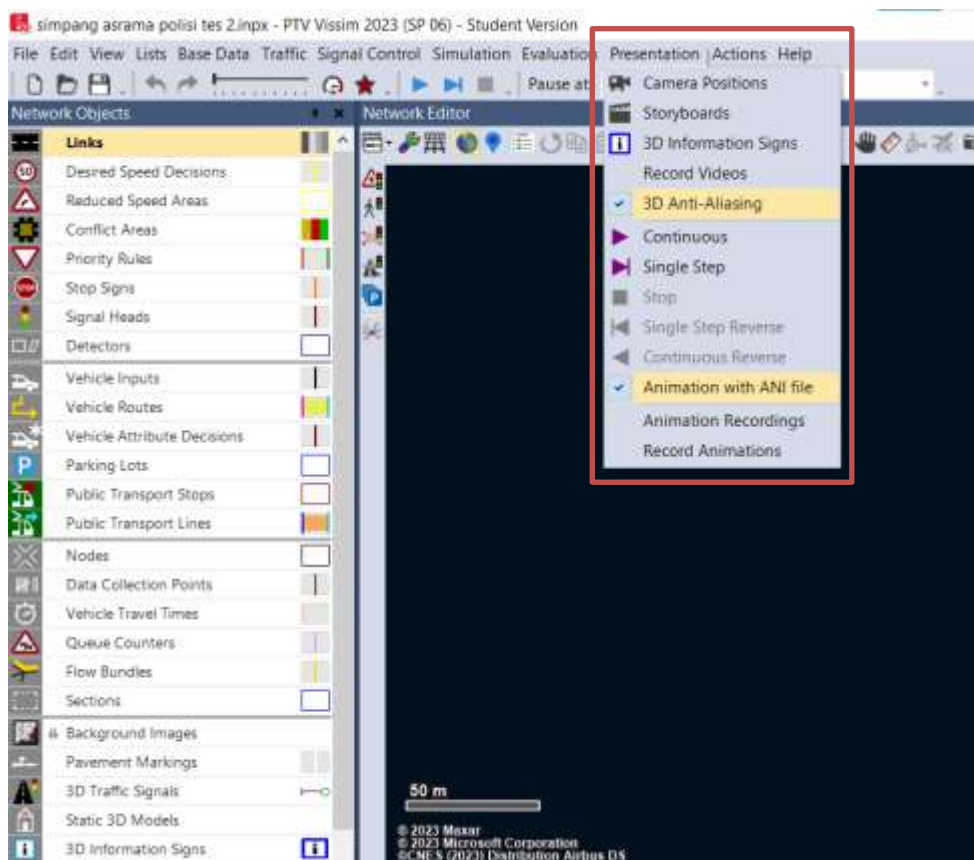 simpang asrama polisi tes 2.inpx - PTV Vissim 2023 (SP 06) - Student Version
File Edit View Lists Base Data Traffic Signal Control Simulation Evaluation Presentation Actions Help
Pause at:
Network Objects
Network Editor
Links
Desired Speed Decisions
Reduced Speed Areas
Conflict Areas
Priority Rules
Stop Signs
Signal Heads
Detectors
Vehicle Inputs
Vehicle Routes
Vehicle Attribute Decisions
Parking Lots
Public Transport Stops
Public Transport Lines
Nodes
Data Collection Points
Vehicle Travel Times
Queue Counters
Flow Bundles
Sections
Background Images
Pavement Markings
3D Traffic Signals
Static 3D Models
3D Information Signs
Camera Positions
Storyboards
3D Information Signs
Record Videos
3D Anti-Aliasing
Continuous
Single Step
Stop
Single Step Reverse
Continuous Reverse
Animation with ANI file
Animation Recordings
Record Animations
50 m
© 2023 Maxar
© 2023 Microsoft Corporation
©CNES (2023) Distribution Airbus DS